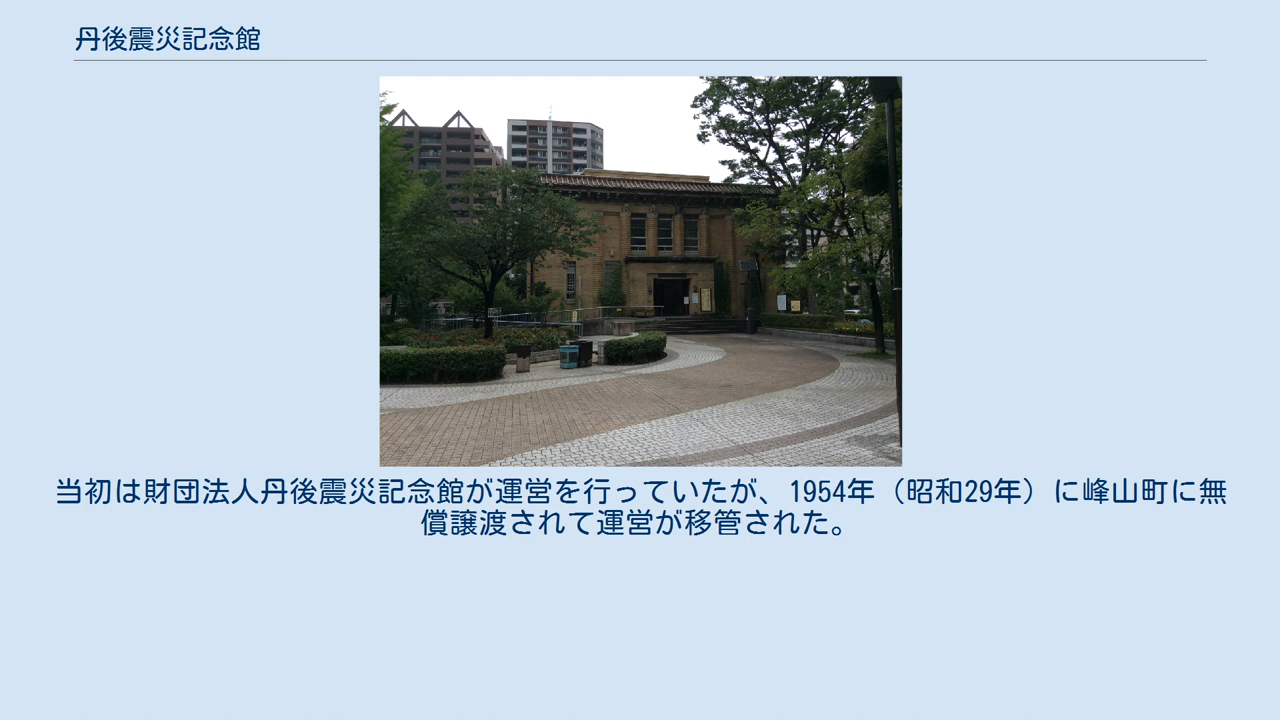 丹後震災記念館
当初は財団法人丹後震災記念館が運営を行っていたが、1954年（昭和29年）に峰山町に無
償譲渡されて運営が移管された。